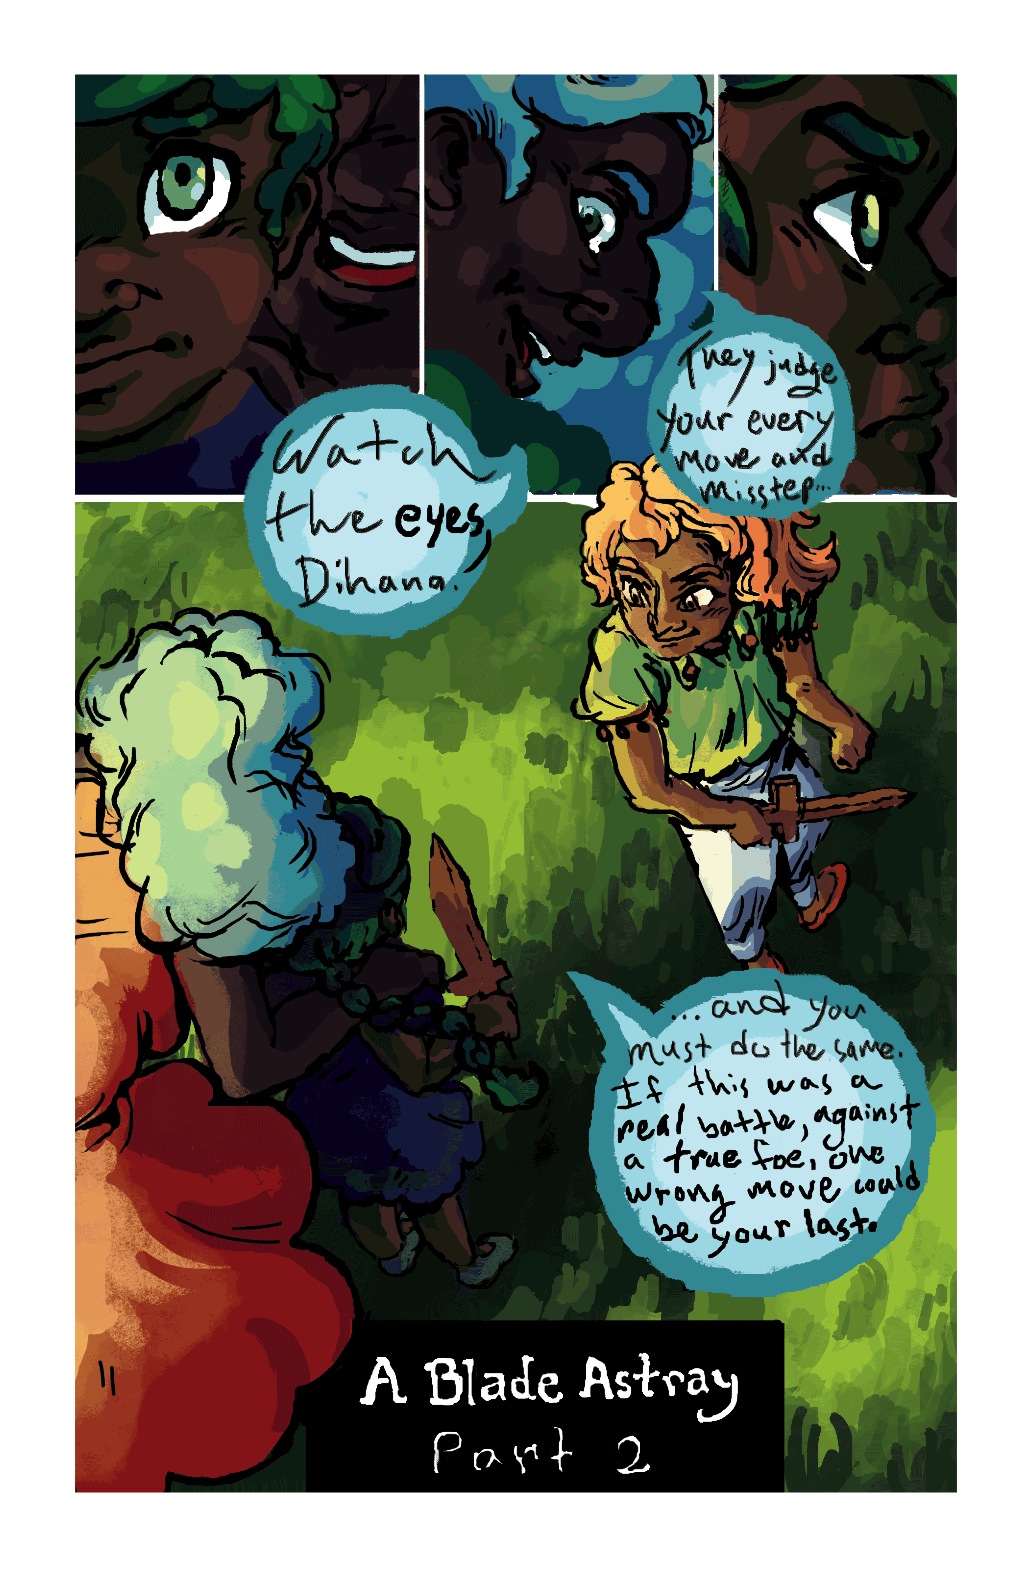 Watch
the eyes,
Dihana!
They judge
your every
move and
misstep...
...and you
must do the same.
If this was a
real battle, against
a true foe, one
wrong move could
be your last.
A Blade Astray
Part 2